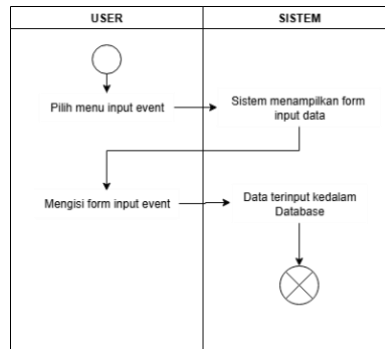 USER
SISTEM
Pilih menu input event
Sistem menampilkan form
input data
Mengisi form input event
Data terinput kedalam
Database